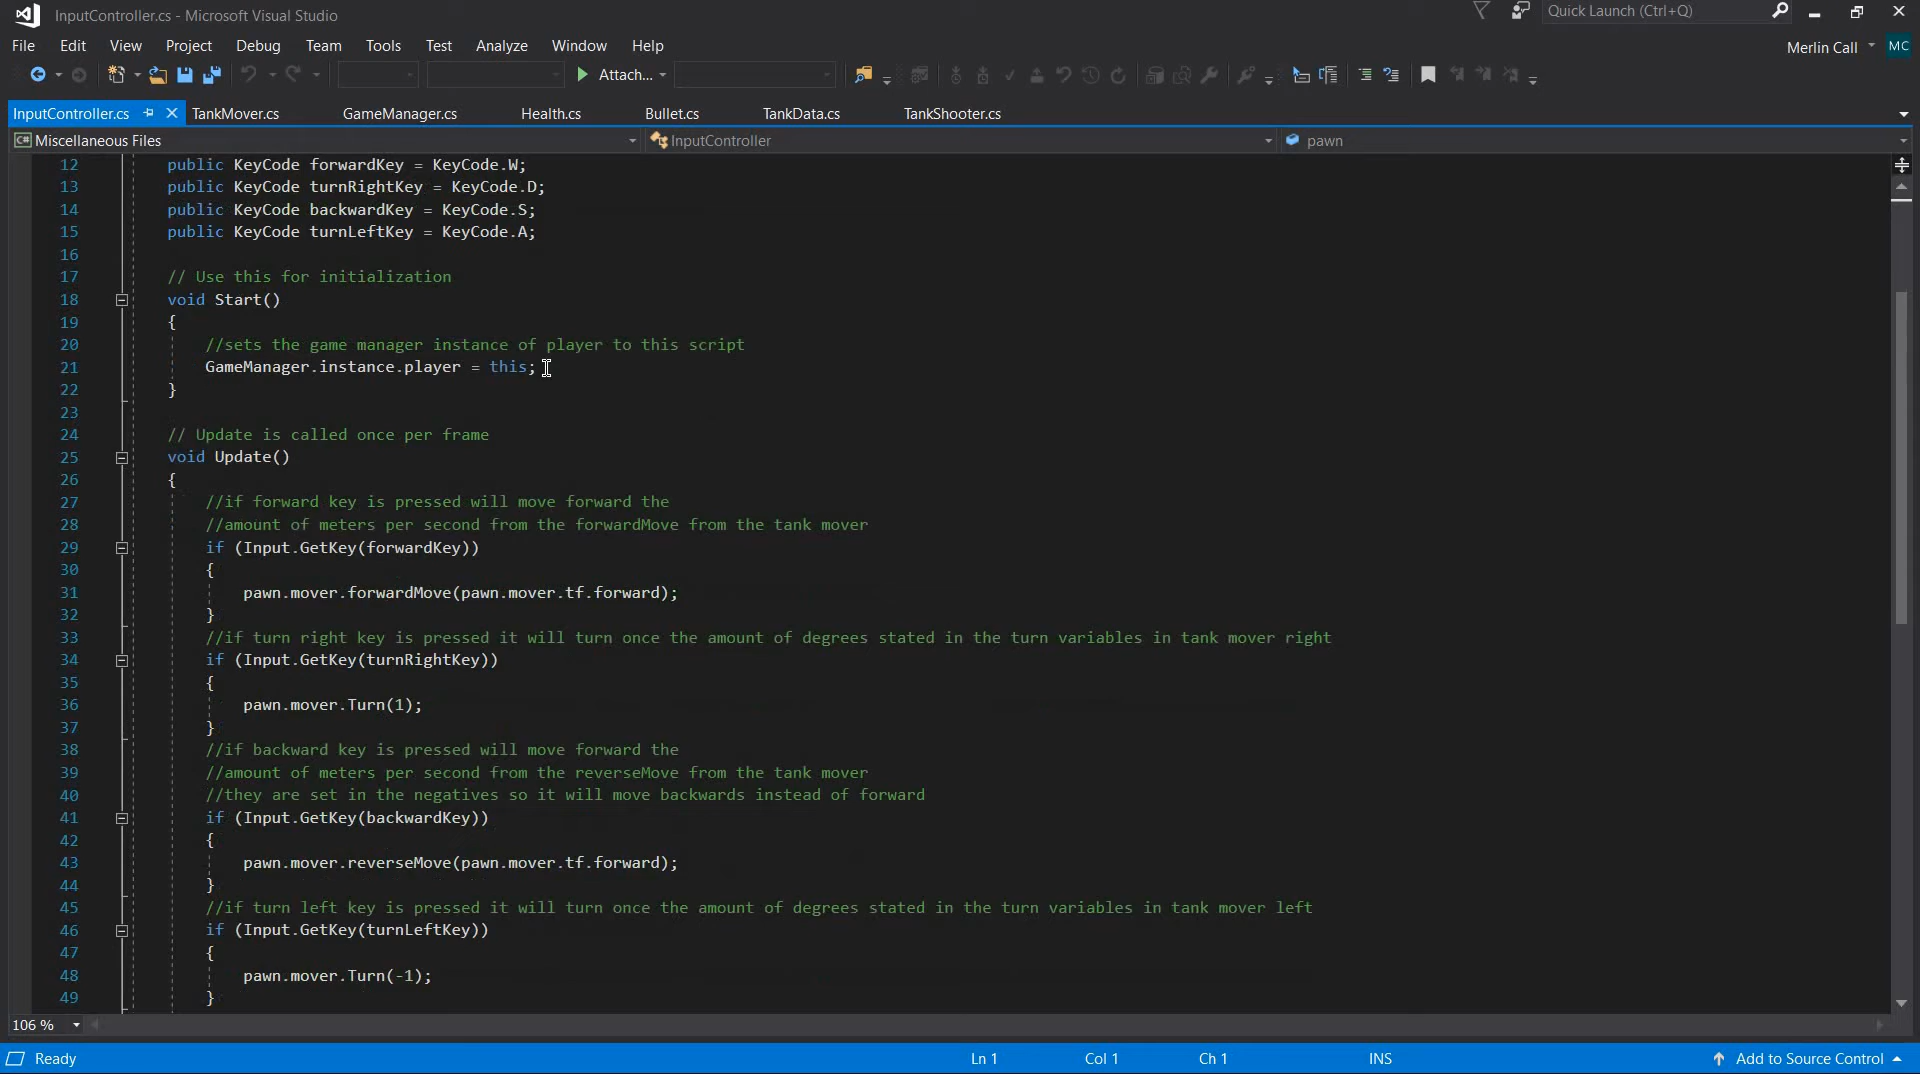 InputController.cs - Microsoft Visual Studio
Quick Launch (Ctrl+Q)
File Edit View Project Debug Team Tools Test Analyze Window Help
Merlin Call MC
Attach...
InputController.cs TankMover.cs GameManager.cs Health.cs Bullet.cs TankData.cs TankShooter.cs
C# Miscellaneous Files InputController pawn
12 public KeyCode forwardKey = KeyCode.W;
13 public KeyCode turnRightKey = KeyCode.D;
14 public KeyCode backwardKey = KeyCode.S;
15 public KeyCode turnLeftKey = KeyCode.A;
16
17 // Use this for initialization
18 void Start()
19 {
20 //sets the game manager instance of player to this script
21 GameManager.instance.player = this;
22 }
23
24 // Update is called once per frame
25 void Update()
26 {
27 //if forward key is pressed will move forward the
28 //amount of meters per second from the forwardMove from the tank mover
29 if (Input.GetKey(forwardKey))
30 {
31 pawn.mover.forwardMove(pawn.mover.tf.forward);
32 }
33 //if turn right key is pressed it will turn once the amount of degrees stated in the turn variables in tank mover right
34 if (Input.GetKey(turnRightKey))
35 {
36 pawn.mover.Turn(1);
37 }
38 //if backward key is pressed will move forward the
39 //amount of meters per second from the reverseMove from the tank mover
40 //they are set in the negatives so it will move backwards instead of forward
41 if (Input.GetKey(backwardKey))
42 {
43 pawn.mover.reverseMove(pawn.mover.tf.forward);
44 }
45 //if turn left key is pressed it will turn once the amount of degrees stated in the turn variables in tank mover left
46 if (Input.GetKey(turnLeftKey))
47 {
48 pawn.mover.Turn(-1);
49 }
106 %
Ready Ln 1 Col 1 Ch 1 INS Add to Source Control